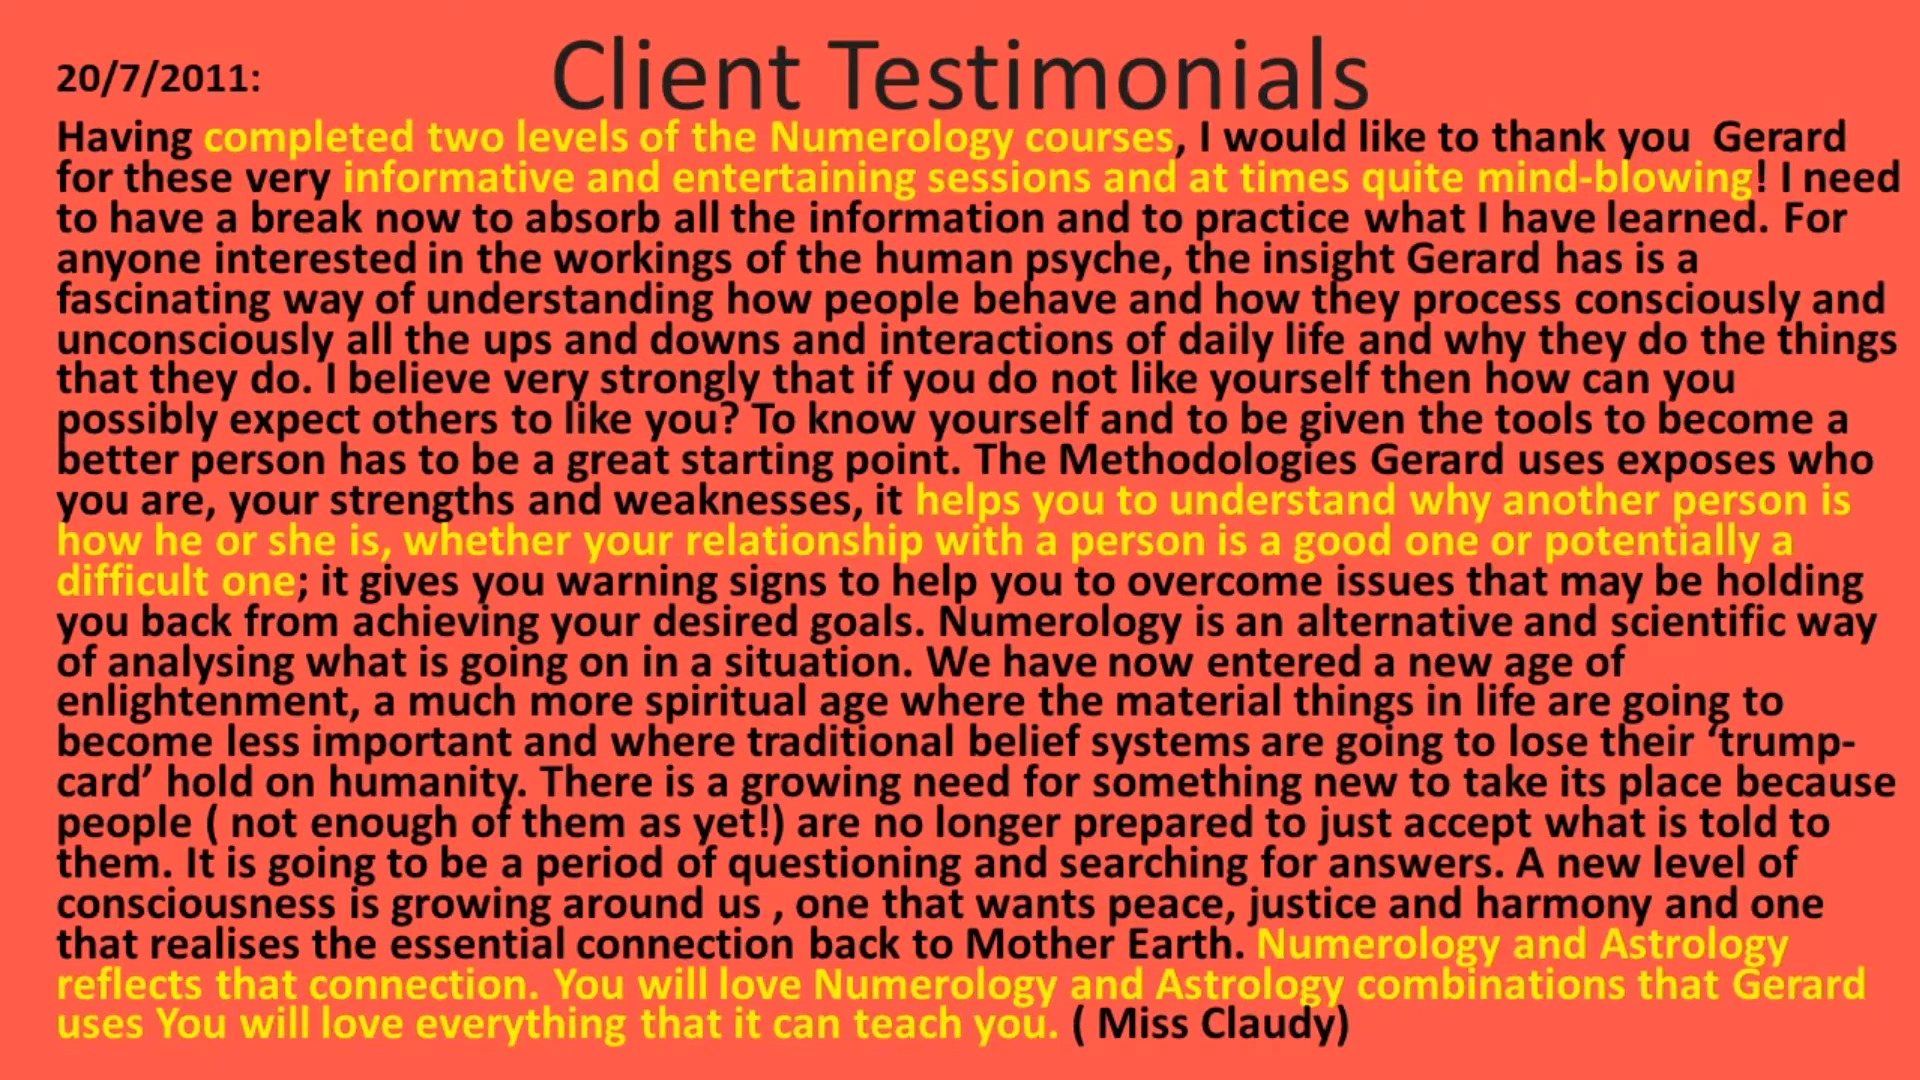 Client Testimonials
20/7/2011:
Having completed two levels of the Numerology courses, I would like to thank you  Gerard
for these very informative and entertaining sessions and at times quite mind-blowing! I need
to have a break now to absorb all the information and to practice what I have learned. For
anyone interested in the workings of the human psyche, the insight Gerard has is a
fascinating way of understanding how people behave and how they process consciously and
unconsciously all the ups and downs and interactions of daily life and why they do the things
that they do. I believe very strongly that if you do not like yourself then how can you
possibly expect others to like you? To know yourself and to be given the tools to become a
better person has to be a great starting point. The Methodologies Gerard uses exposes who
you are, your strengths and weaknesses, it helps you to understand why another person is
how he or she is, whether your relationship with a person is a good one or potentially a
difficult one; it gives you warning signs to help you to overcome issues that may be holding
you back from achieving your desired goals. Numerology is an alternative and scientific way
of analysing what is going on in a situation. We have now entered a new age of
enlightenment, a much more spiritual age where the material things in life are going to
become less important and where traditional belief systems are going to lose their ‘trump-
card’ hold on humanity. There is a growing need for something new to take its place because
people ( not enough of them as yet!) are no longer prepared to just accept what is told to
them. It is going to be a period of questioning and searching for answers. A new level of
consciousness is growing around us , one that wants peace, justice and harmony and one
that realises the essential connection back to Mother Earth. Numerology and Astrology
reflects that connection. You will love Numerology and Astrology combinations that Gerard
uses You will love everything that it can teach you. ( Miss Claudy)